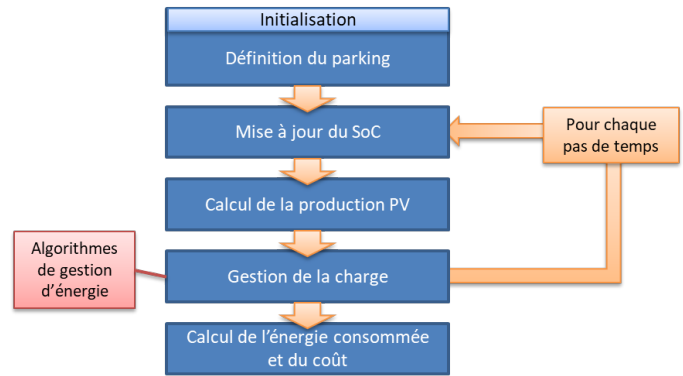 Initialisation
Définition du parking
Mise à jour du SoC
Pour chaque
pas de temps
Calcul de la production PV
Algorithmes
de gestion
d'énergie
Gestion de la charge
Calcul de l'énergie consommée
et du coût